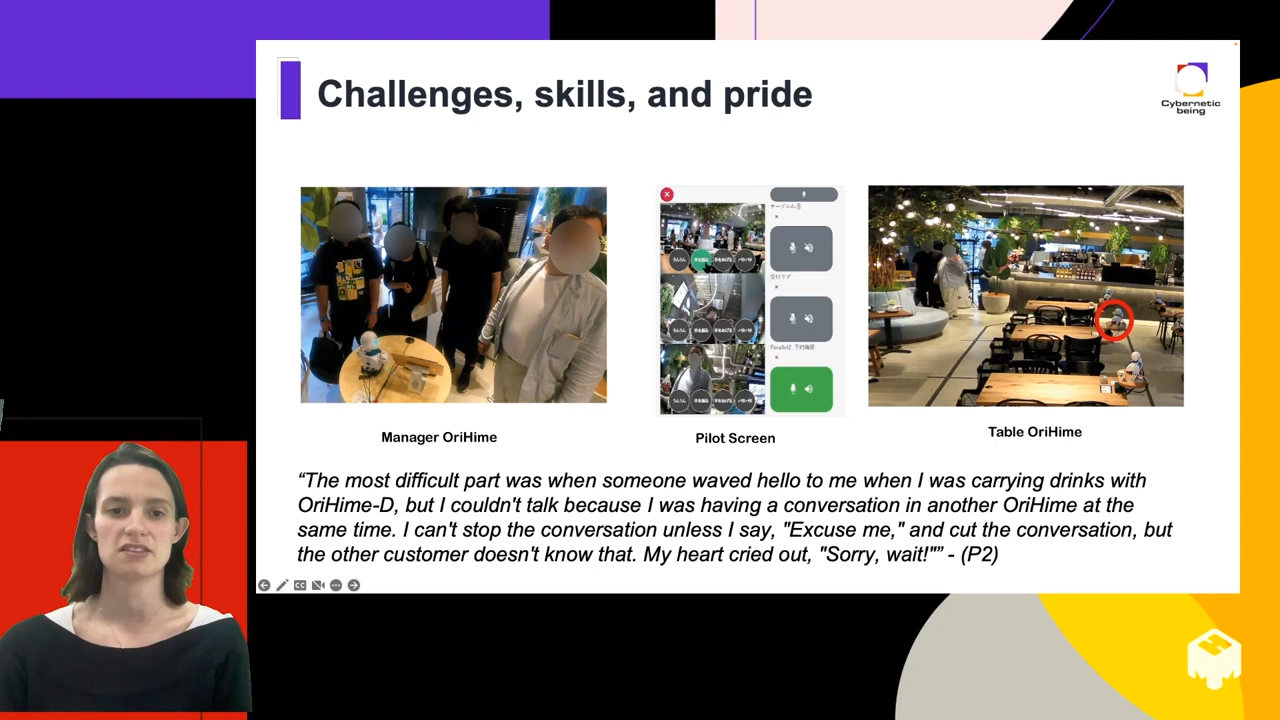 Challenges, skills, and pride
Cybernetic
being
Manager OriHime
Pilot Screen
Table OriHime
“The most difficult part was when someone waved hello to me when I was carrying drinks with
OriHime-D, but I couldn't talk because I was having a conversation in another OriHime at the
same time. I can't stop the conversation unless I say, "Excuse me," and cut the conversation, but
the other customer doesn't know that. My heart cried out, "Sorry, wait!"” - (P2)